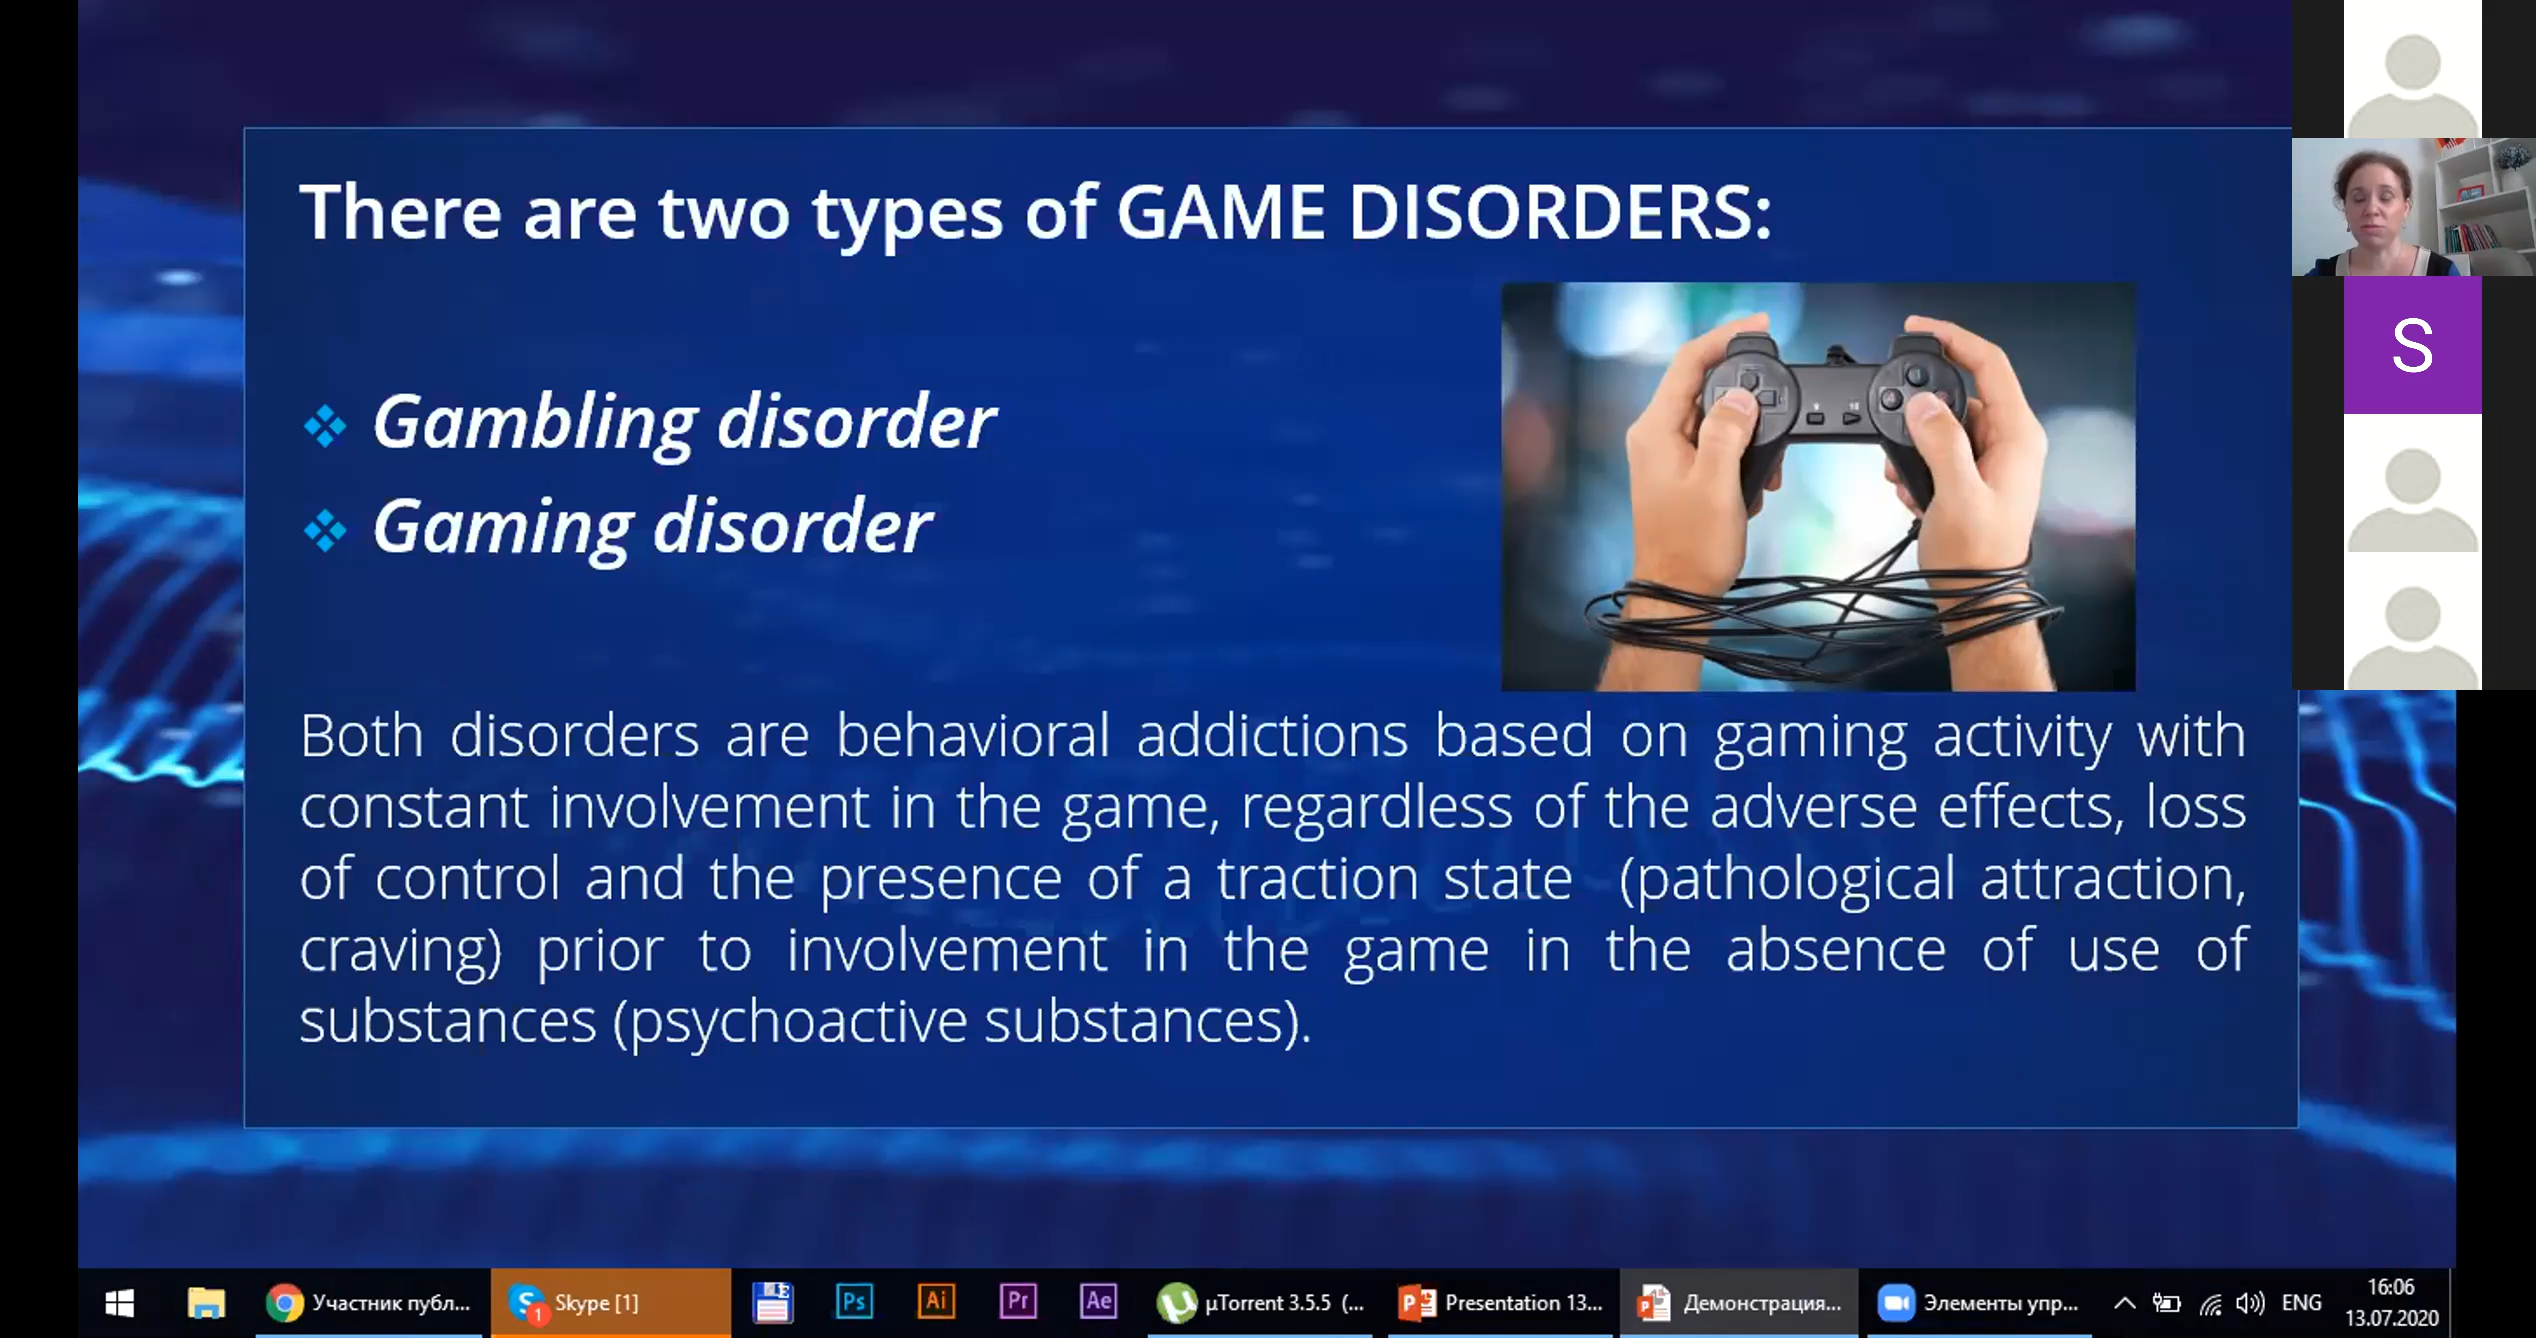 There are two types of GAME DISORDERS:
Gambling disorder
Gaming disorder
Both disorders are behavioral addictions based on gaming activity with
constant involvement in the game, regardless of the adverse effects, loss
of control and the presence of a traction state (pathological attraction,
craving) prior to involvement in the game in the absence of use of
substances (psychoactive substances).
S
Участник публ...
S 1 Skype [1]
Ps
Ai
Pr
Ae
µTorrent 3.5.5 (...
Presentation 13...
Демонстрация...
Элементы упр...
ENG
16:06
13.07.2020